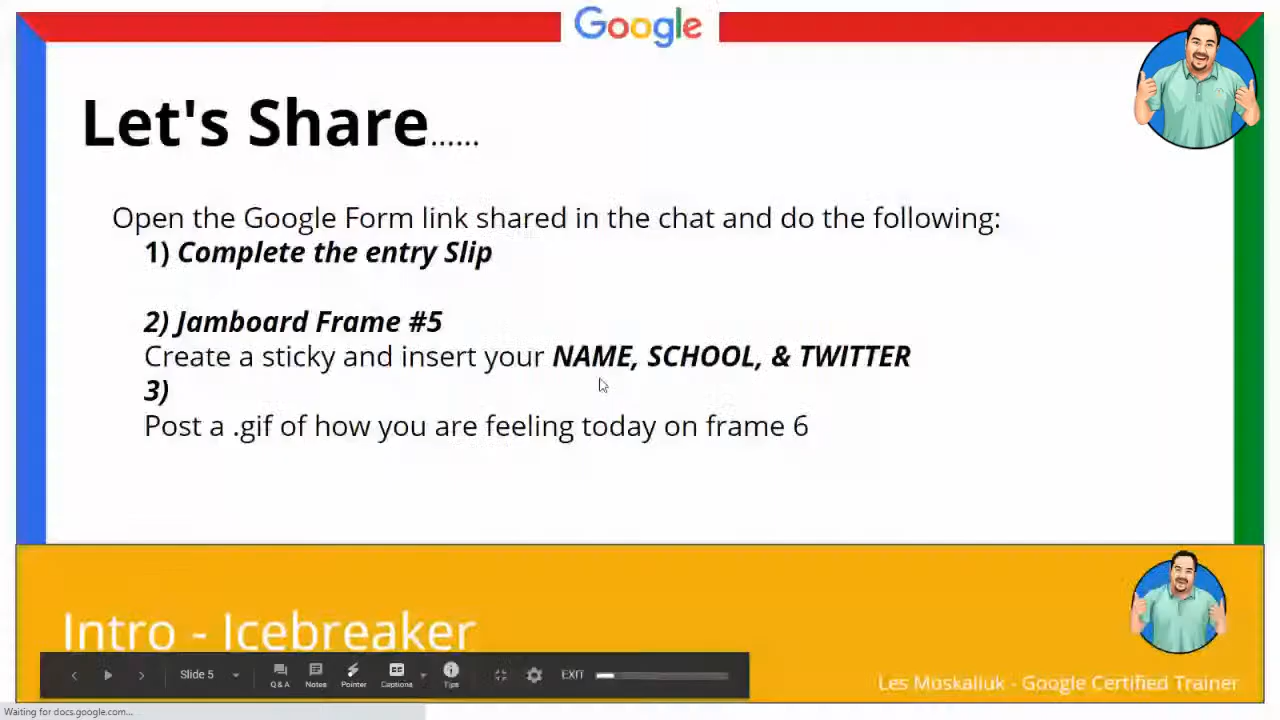 Google
Let's Share......
Open the Google Form link shared in the chat and do the following:
1) Complete the entry Slip
2) Jamboard Frame #5
Create a sticky and insert your NAME, SCHOOL, & TWITTER
3)
Post a .gif of how you are feeling today on frame 6
Intro - Icebreaker
Slide 5
Q&A
Notes
Pointer
Captions
Tips
EXIT
Les Moskaliuk - Google Certified Trainer
Waiting for docs.google.com...